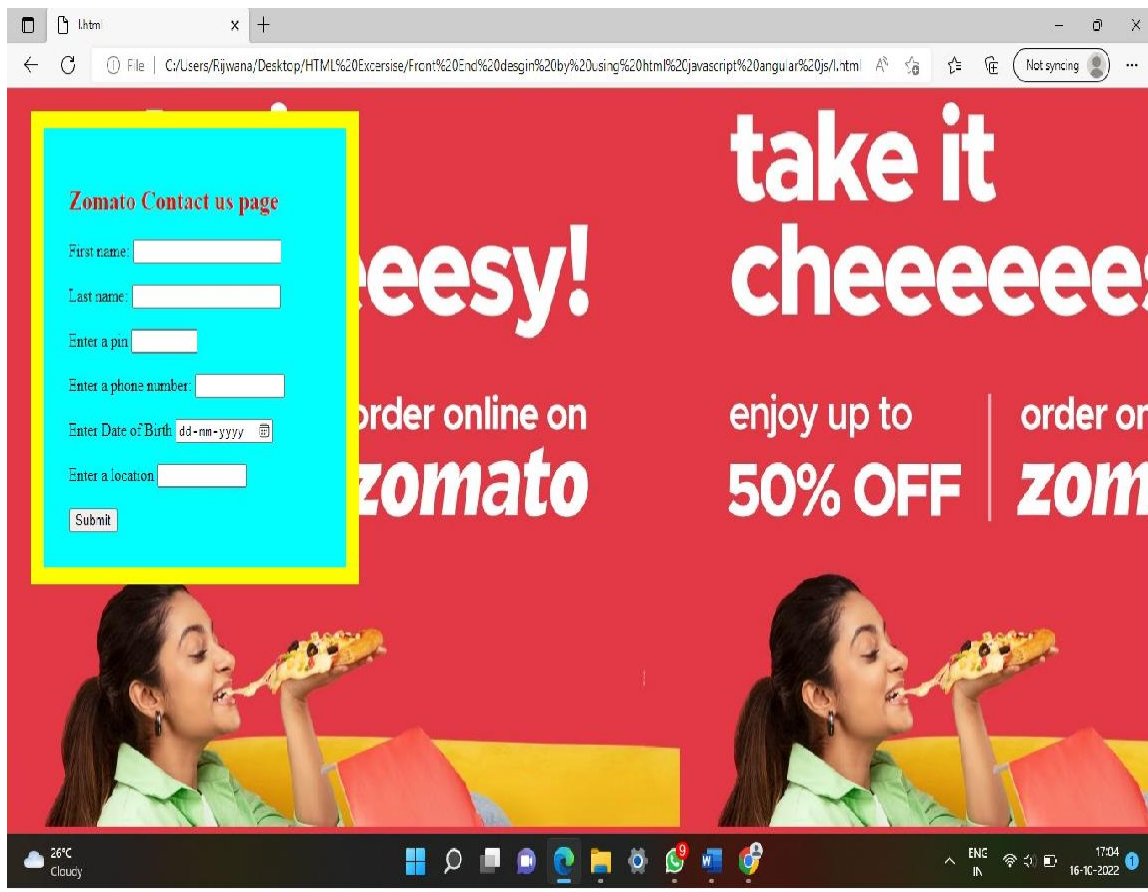 l.html
File C:/Users/Rijwana/Desktop/HTML%20Excersise/Front%20End%20desgin%20by%20using%20html%20javascript%20angular%20js/l.html
Not syncing
Zomato Contact us page
First name:
Last name:
Enter a pin
Enter a phone number:
Enter Date of Birth dd-mm-yyyy
Enter a location
Submit
eeesy!
order online on
zomato
take it
cheeeeees
enjoy up to
50% OFF
order on
zom
26°C
Cloudy
9
W
ENG
IN
17:04
16-10-2022
1